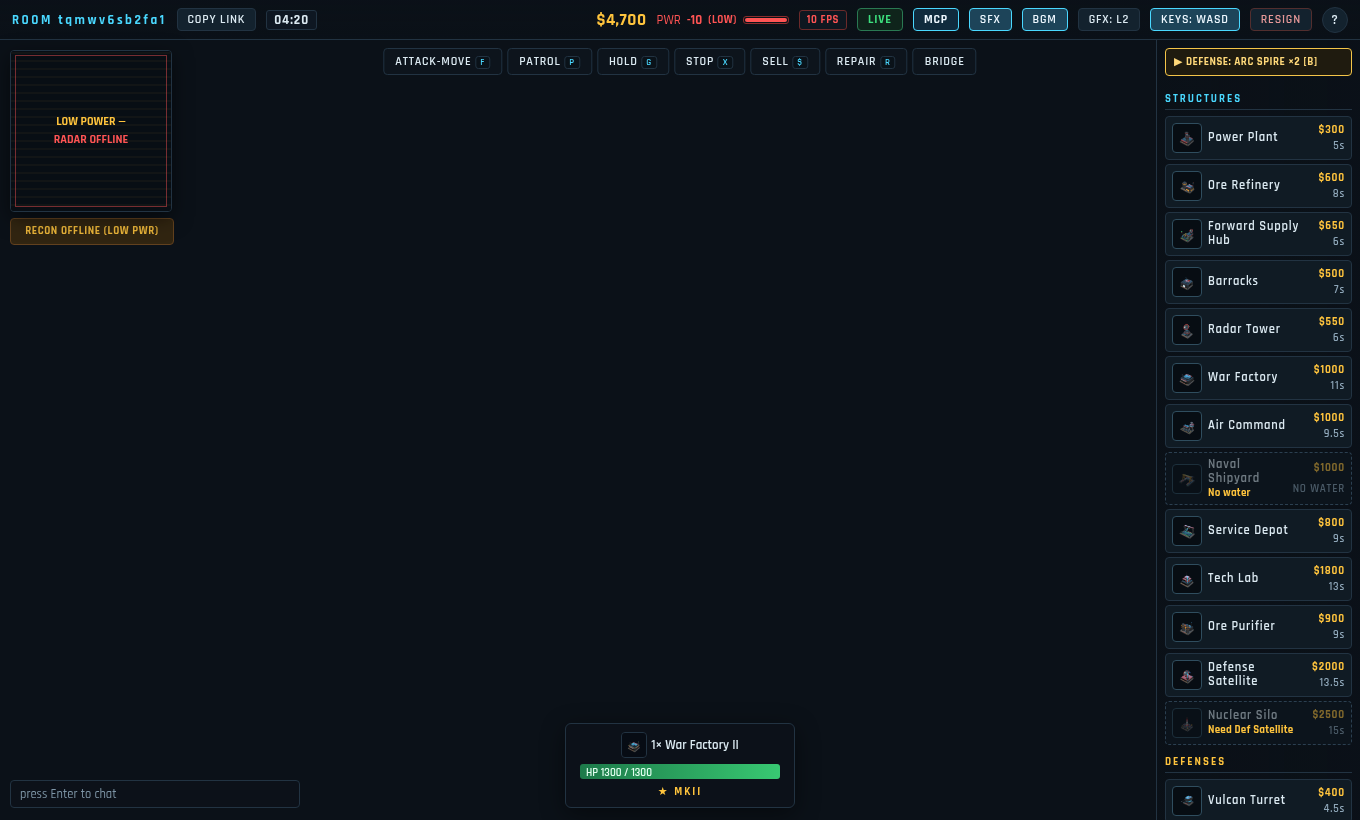 ROOM tqmwv6sb2fa1 COPY LINK 04:20 $4,700 PWR -10 (LOW) 10 FPS LIVE MCP SFX BGM GFX: L2 KEYS: WASD RESIGN ?
ATTACK-MOVE F PATROL P HOLD G STOP X SELL $ REPAIR R BRIDGE
LOW POWER —
RADAR OFFLINE
RECON OFFLINE (LOW PWR)
▶ DEFENSE: ARC SPIRE ×2 [B]
STRUCTURES
Power Plant $300
5s
Ore Refinery $600
8s
Forward Supply Hub $650
6s
Barracks $500
7s
Radar Tower $550
6s
War Factory $1000
11s
Air Command $1000
9.5s
Naval Shipyard $1000
No water NO WATER
Service Depot $800
9s
Tech Lab $1800
13s
Ore Purifier $900
9s
Defense Satellite $2000
13.5s
Nuclear Silo $2500
Need Def Satellite 15s
DEFENSES
Vulcan Turret $400
4.5s
1× War Factory II
HP 1300 / 1300
★ MKII
press Enter to chat